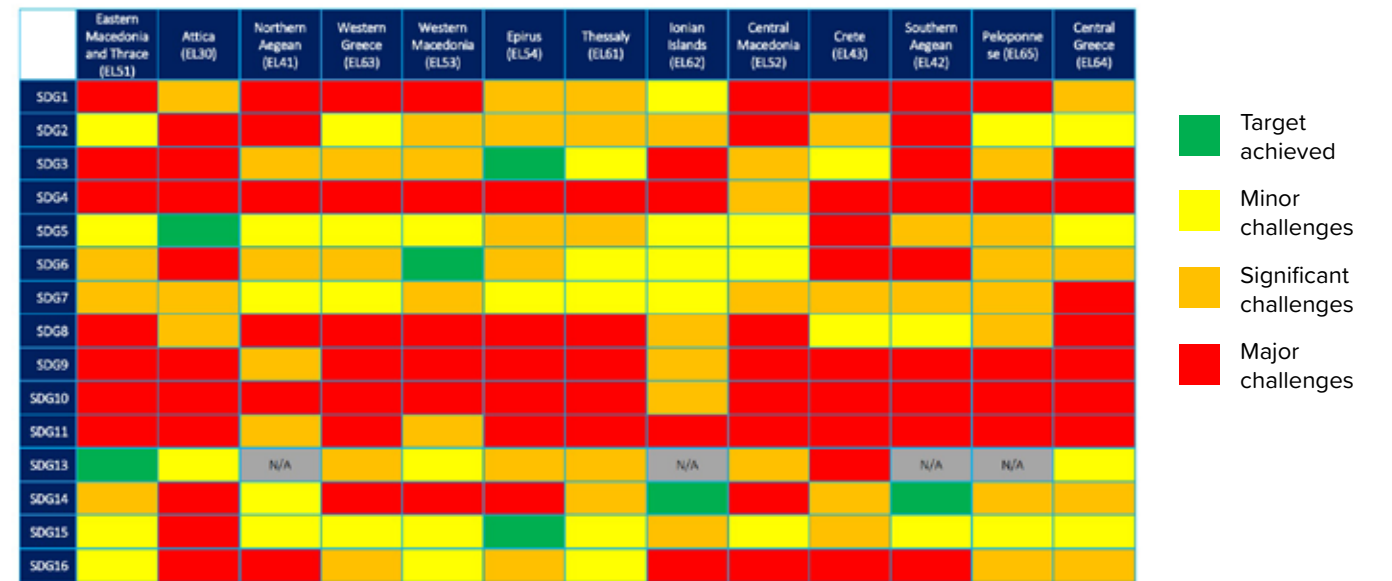 Eastern
Macedonia
and Thrace
(EL51)
Attica
(EL30)
Northern
Aegean
(EL41)
Western
Greece
(EL63)
Western
Macedonia
(EL53)
Epirus
(EL54)
Thessaly
(EL61)
Ionian
Islands
(EL62)
Central
Macedonia
(EL52)
Crete
(EL43)
Southern
Aegean
(EL42)
Peloponne
se (EL65)
Central
Greece
(EL64)
SDG1
SDG2
SDG3
SDG4
SDG5
SDG6
SDG7
SDG8
SDG9
SDG10
SDG11
SDG13 N/A N/A N/A N/A
SDG14
SDG15
SDG16
Target
achieved
Minor
challenges
Significant
challenges
Major
challenges